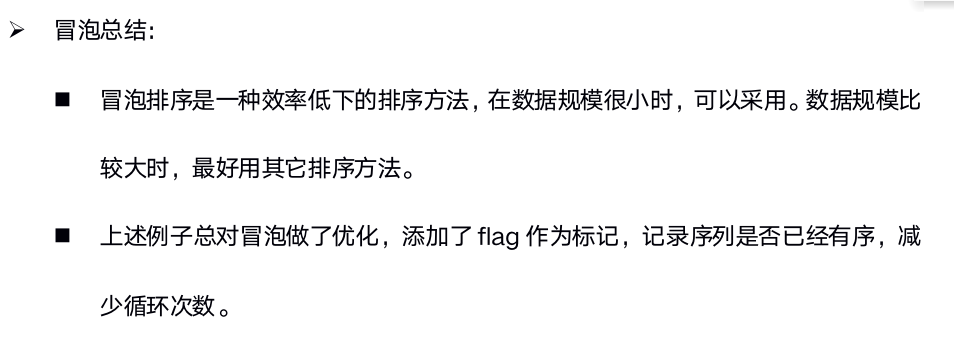 冒泡总结:
冒泡排序是一种效率低下的排序方法，在数据规模很小时，可以采用。数据规模比
较大时，最好用其它排序方法。
上述例子总对冒泡做了优化，添加了 flag 作为标记，记录序列是否已经有序，减
少循环次数。